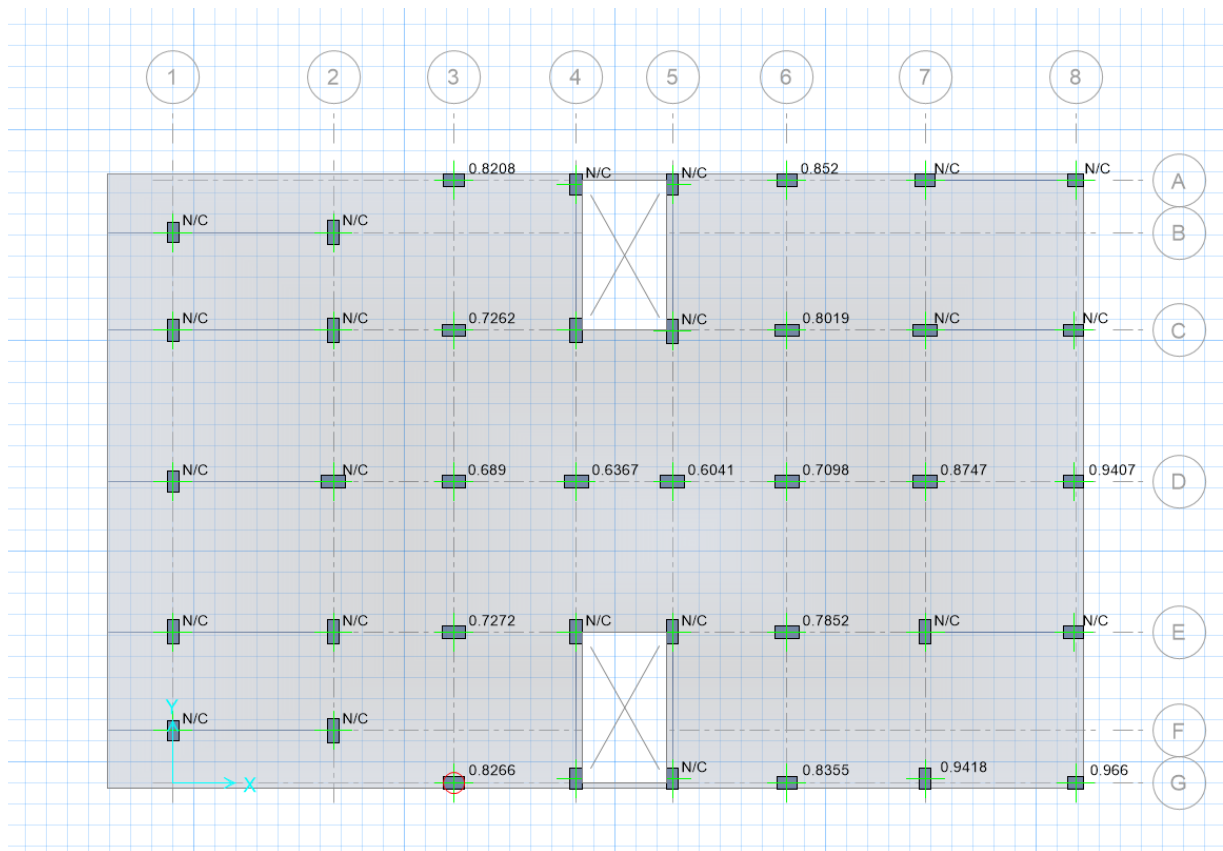 1 2 3 4 5 6 7 8
0.8208 N/C N/C 0.852 N/C N/C A
N/C N/C B
N/C N/C 0.7262 N/C 0.8019 N/C N/C C
N/C N/C 0.689 0.6367 0.6041 0.7098 0.8747 0.9407 D
N/C N/C 0.7272 N/C N/C 0.7852 N/C N/C E
Y N/C N/C F
X 0.8266 N/C 0.8355 0.9418 0.966 G